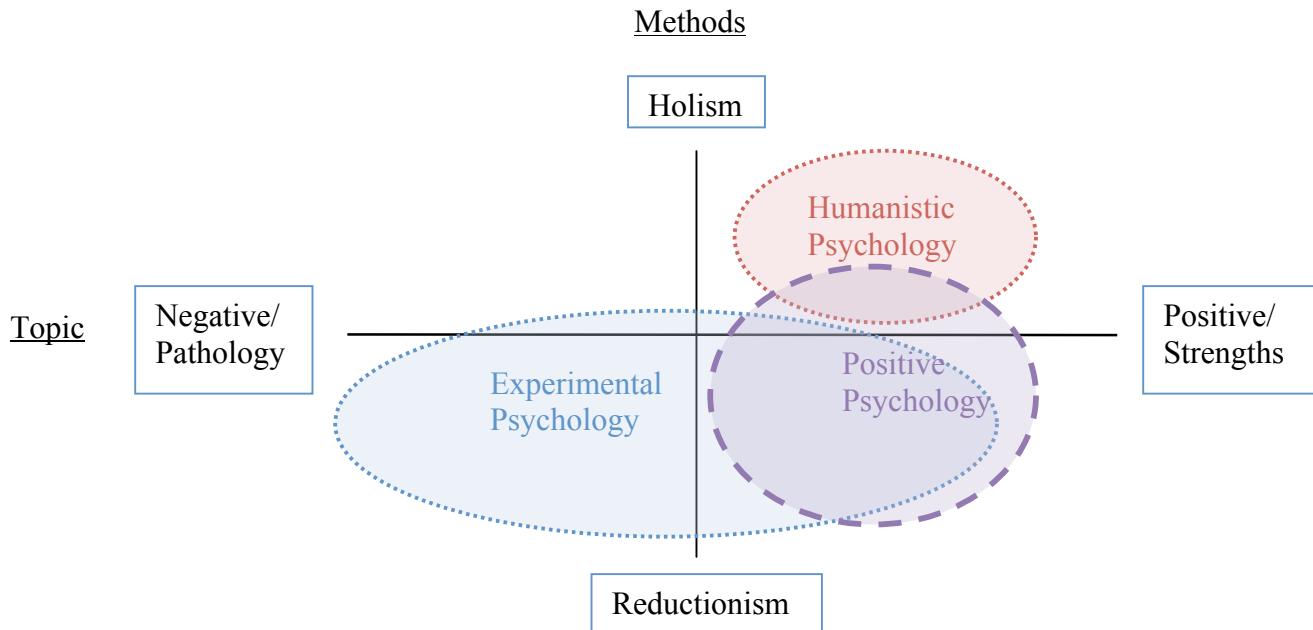 Methods
Holism
Humanistic
Psychology
Topic
Negative/
Pathology
Positive/
Strengths
Experimental
Psychology
Positive
Psychology
Reductionism